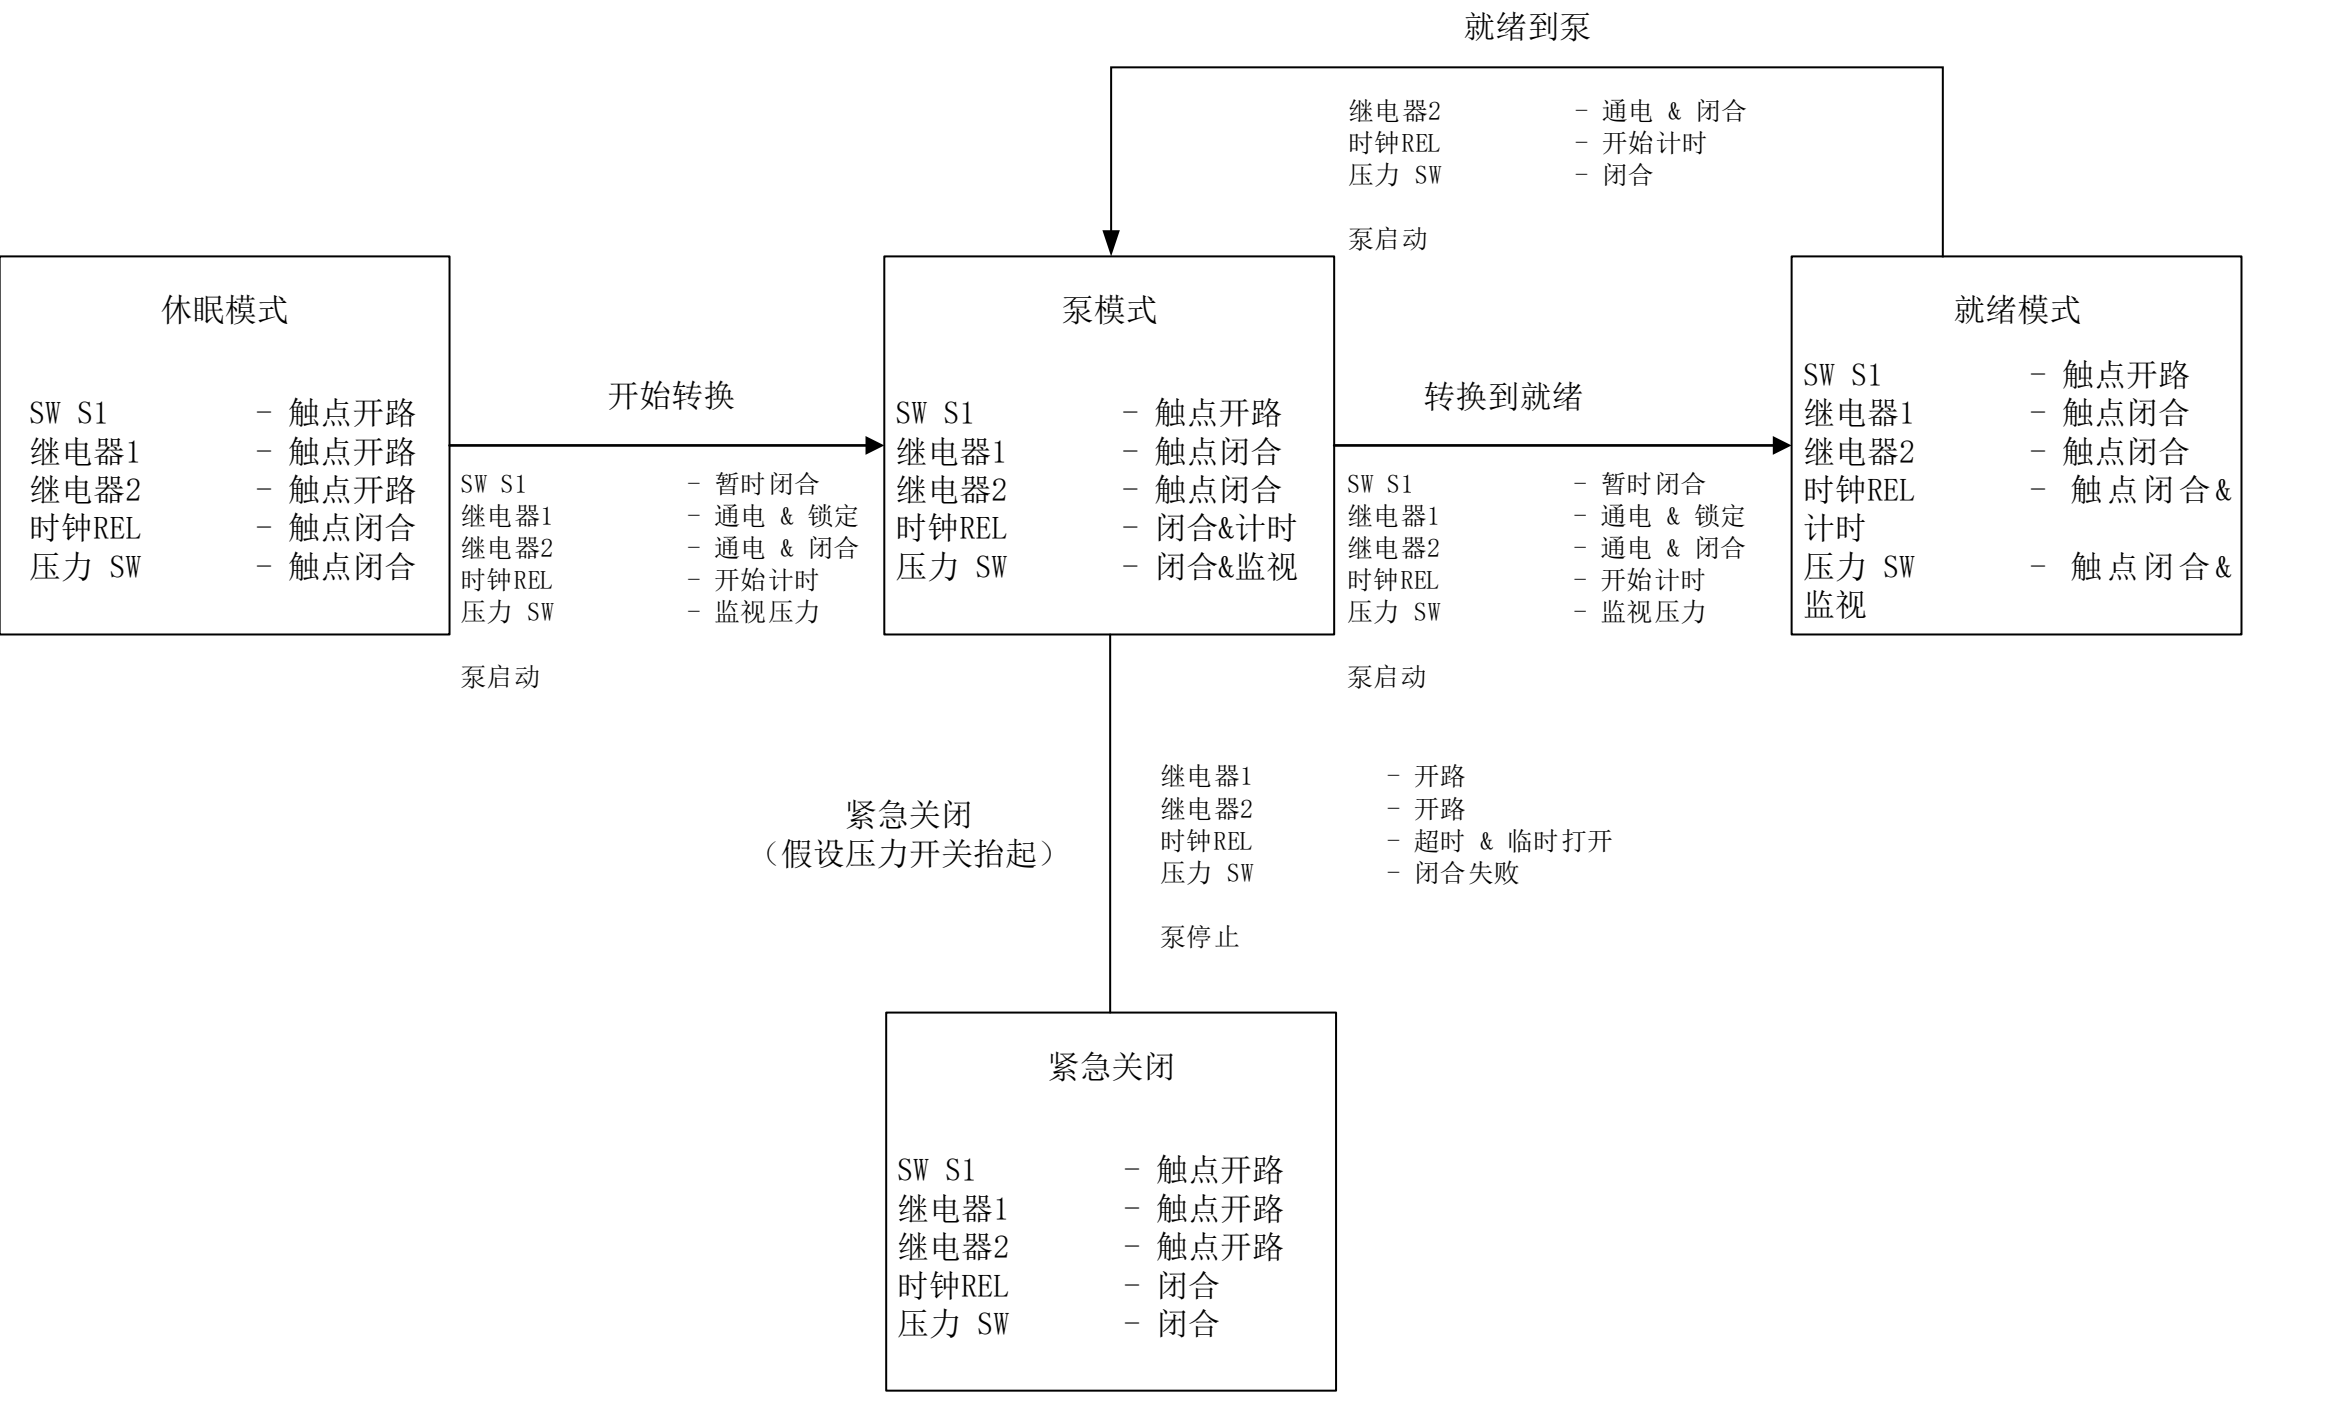 就绪到泵
继电器2 - 通电 & 闭合
时钟REL - 开始计时
压力 SW - 闭合
泵启动
休眠模式
SW S1 - 触点开路
继电器1 - 触点开路
继电器2 - 触点开路
时钟REL - 触点闭合
压力 SW - 触点闭合
开始转换
SW S1 - 暂时闭合
继电器1 - 通电 & 锁定
继电器2 - 通电 & 闭合
时钟REL - 开始计时
压力 SW - 监视压力
泵启动
泵模式
SW S1 - 触点开路
继电器1 - 触点闭合
继电器2 - 触点闭合
时钟REL - 闭合&计时
压力 SW - 闭合&监视
转换到就绪
SW S1 - 暂时闭合
继电器1 - 通电 & 锁定
继电器2 - 通电 & 闭合
时钟REL - 开始计时
压力 SW - 监视压力
泵启动
就绪模式
SW S1 - 触点开路
继电器1 - 触点闭合
继电器2 - 触点闭合
时钟REL - 触点闭合&
计时
压力 SW - 触点闭合&
监视
紧急关闭
（假设压力开关抬起）
继电器1 - 开路
继电器2 - 开路
时钟REL - 超时 & 临时打开
压力 SW - 闭合失败
泵停止
紧急关闭
SW S1 - 触点开路
继电器1 - 触点开路
继电器2 - 触点开路
时钟REL - 闭合
压力 SW - 闭合